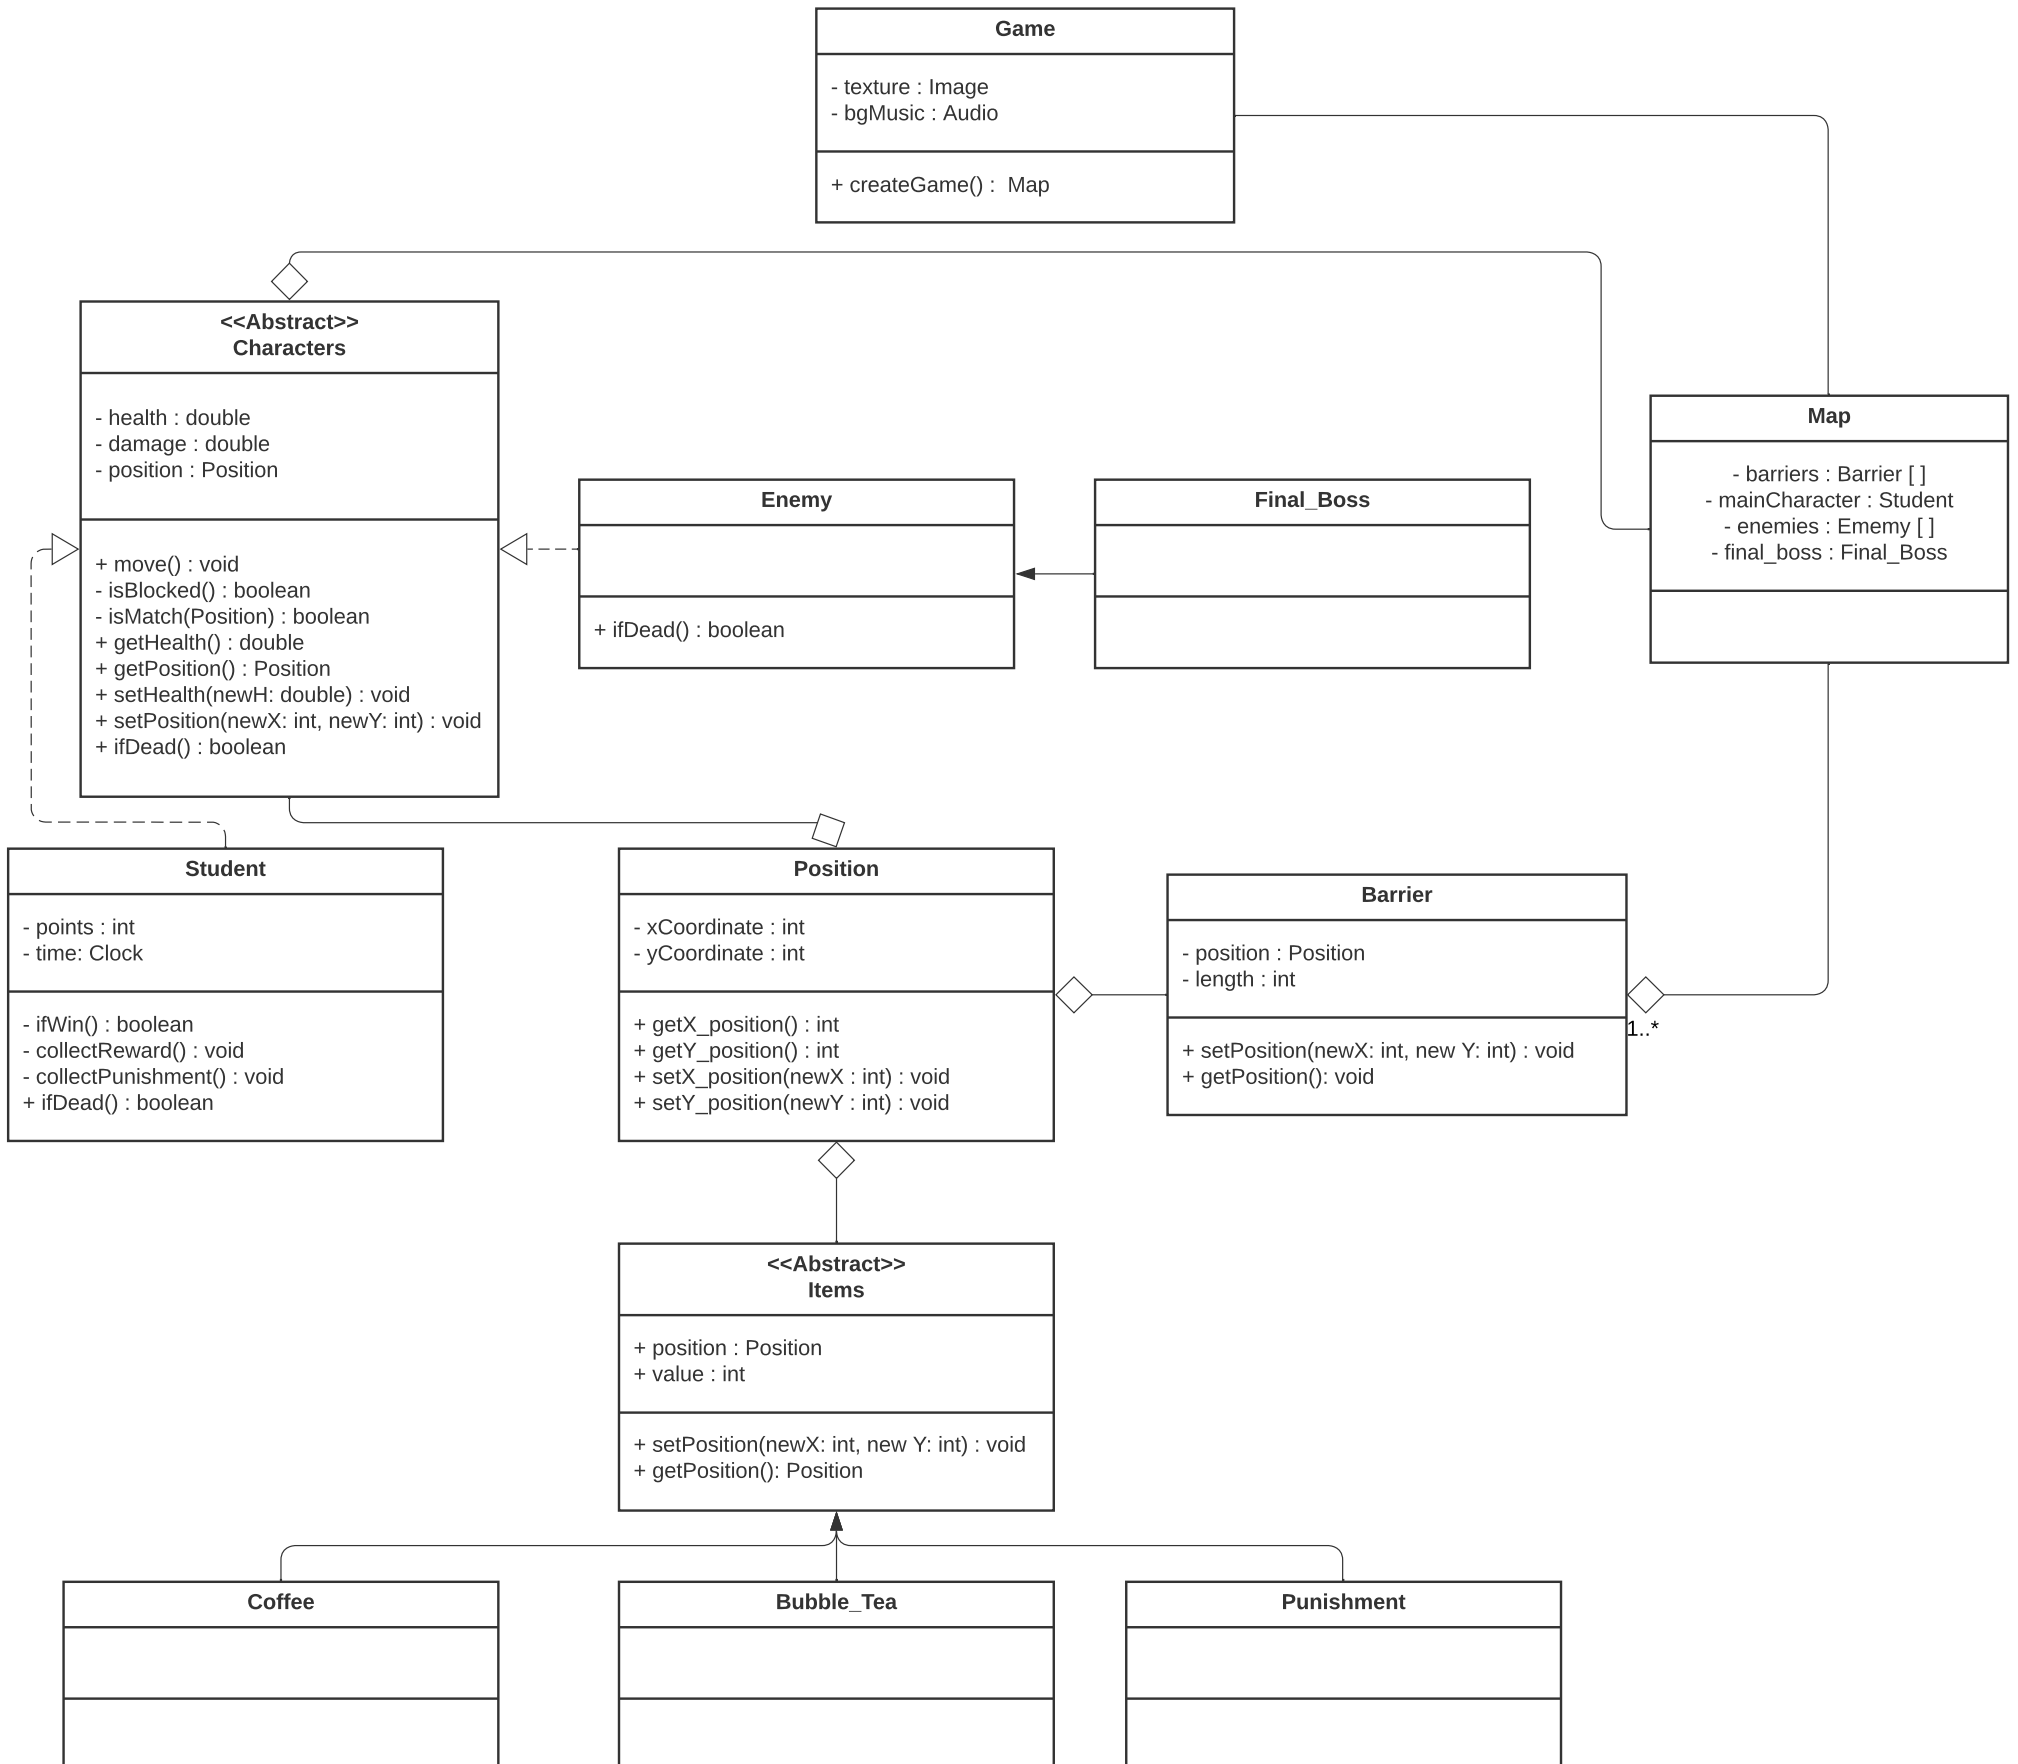 Game
- texture : Image
- bgMusic : Audio
+ createGame() :  Map
<<Abstract>>
Characters
- health : double
- damage : double
- position : Position
+ move() : void
- isBlocked() : boolean
- isMatch(Position) : boolean
+ getHealth() : double
+ getPosition() : Position
+ setHealth(newH: double) : void
+ setPosition(newX: int, newY: int) : void
+ ifDead() : boolean
Enemy
+ ifDead() : boolean
Final_Boss
Map
- barriers : Barrier [ ]
- mainCharacter : Student
- enemies : Ememy [ ]
- final_boss : Final_Boss
Student
- points : int
- time: Clock
- ifWin() : boolean
- collectReward() : void
- collectPunishment() : void
+ ifDead() : boolean
Position
- xCoordinate : int
- yCoordinate : int
+ getX_position() : int
+ getY_position() : int
+ setX_position(newX : int) : void
+ setY_position(newY : int) : void
Barrier
- position : Position
- length : int
+ setPosition(newX: int, new Y: int) : void
+ getPosition(): void
1..*
<<Abstract>>
Items
+ position : Position
+ value : int
+ setPosition(newX: int, new Y: int) : void
+ getPosition(): Position
Coffee
Bubble_Tea
Punishment